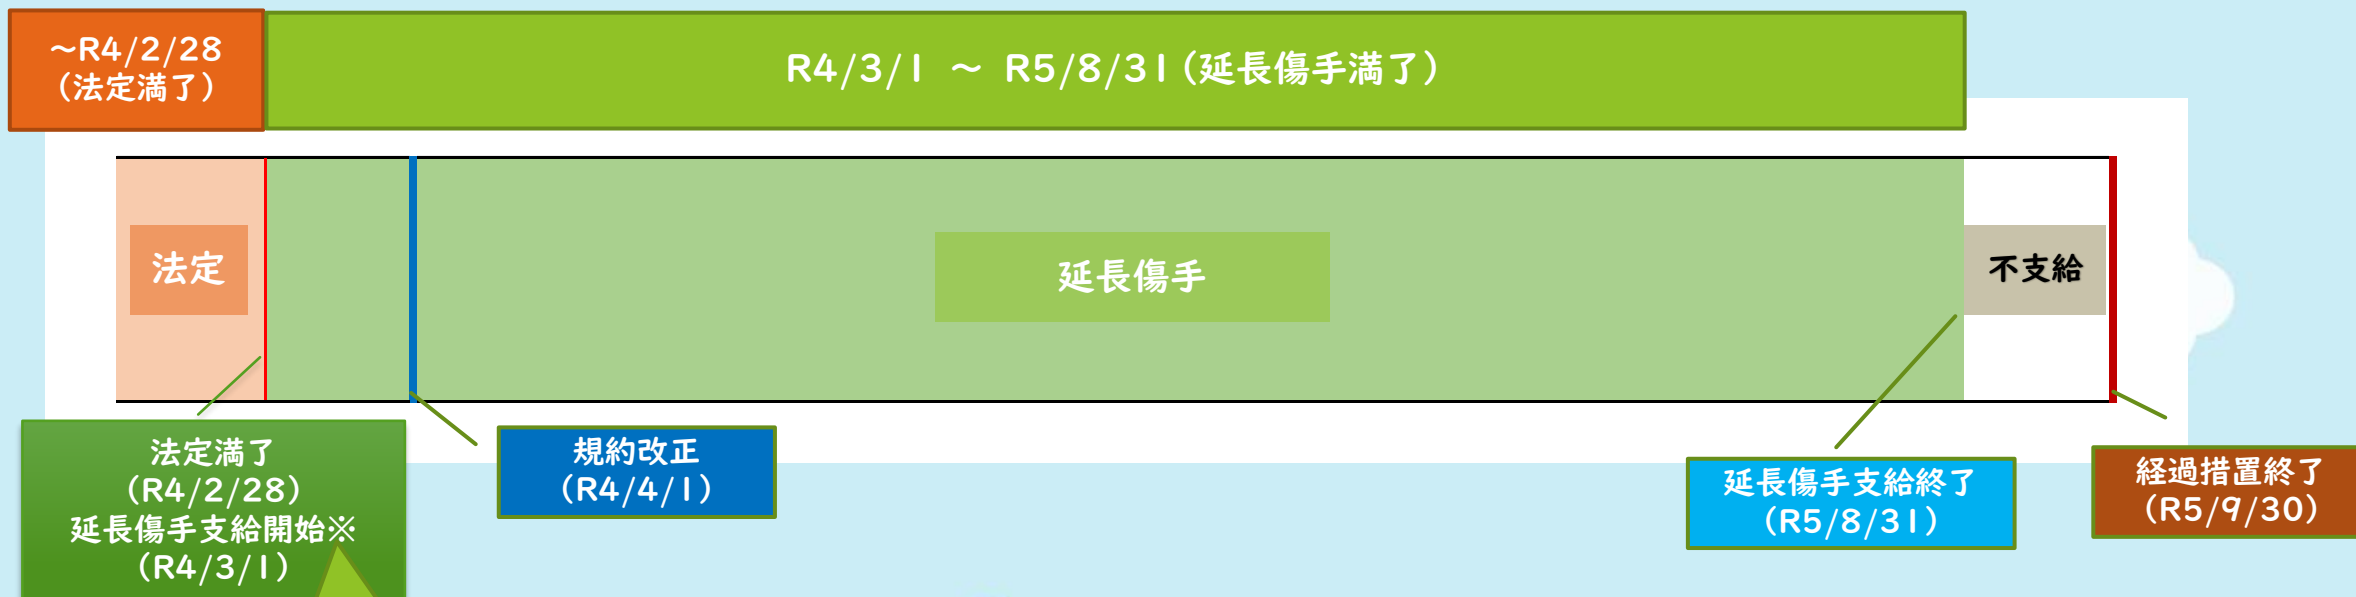 ～R4/2/28
（法定満了）
R4/3/1 ～ R5/8/31（延長傷手満了）
法定
延長傷手
不支給
法定満了
（R4/2/28）
延長傷手支給開始※
（R4/3/1）
規約改正
（R4/4/1）
延長傷手支給終了
（R5/8/31）
経過措置終了
（R5/9/30）